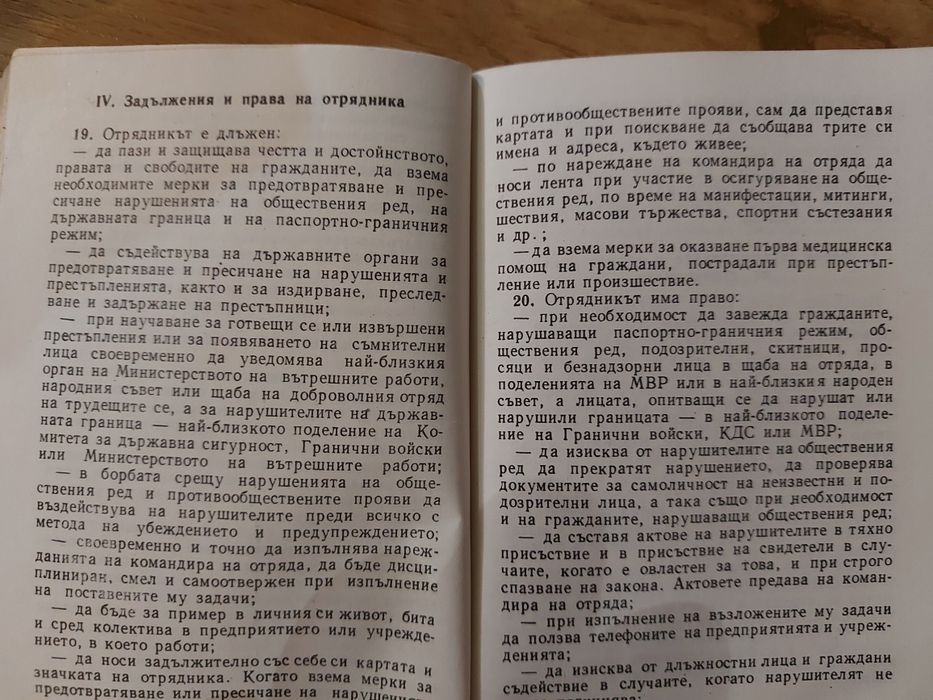 IV. Задължения и права на отрядника
19. Отрядникът е длъжен:
— да пази и защищава честта и достойнството,
правата и свободите на гражданите, да взема
необходимите мерки за предотвратяване и пре-
сичане нарушенията на обществения ред, на
държавната граница и на паспортно-граничния
режим;
— да съдействува на държавните органи за
предотвратяване и пресичане на нарушенията и
престъпленията, както и за издирване, преслед-
ване и задържане на престъпници;
— при научаване за готвещи се или извършени
престъпления или за появяването на съмнителни
лица своевременно да уведомява най-близкия
орган на Министерството на вътрешните работи,
народния съвет или щаба на доброволния отряд
на трудещите се, а за нарушителите на държав-
ната граница — най-близкото поделение на Ко-
митета за държавна сигурност, Гранични войски
или Министерството на вътрешните работи;
— в борбата срещу нарушенията на обще-
ствения ред и противообществените прояви да
въздействува на нарушителите преди всичко с
метода на убеждението и предупреждението;
— своевременно и точно да изпълнява нареж-
данията на командира на отряда, да бъде дисци-
плиниран, смел и самоотвержен при изпълнение
на поставените му задачи;
— да бъде за пример в личния си живот, бита
и сред колектива в предприятието или учрежде-
нието, в което работи;
— да носи задължително със себе си картата и
значката на отрядника. Когато взема мерки за
предотвратяване или пресичане на нарушения
и противообществените прояви, сам да представя
картата и при поискване да съобщава трите си
имена и адреса, където живее;
— по нареждане на командира на отряда да
носи лента при участие в осигуряване на обще-
ствения ред, по време на манифестации, митинги,
шествия, масови тържества, спортни състезания
и др. ;
— да взема мерки за оказване първа медицинска
помощ на граждани, пострадали при престъп-
ление или произшествие.
20. Отрядникът има право:
— при необходимост да завежда гражданите,
нарушаващи паспортно-граничния режим, об-
ществения ред, подозрителни, скитници, про-
сяци и безнадзорни лица в щаба на отряда, в
поделенията на МВР или в най-близкия народен
съвет, а лицата, опитващи се да нарушат или
нарушили границата — в най-близкото поделе-
ние на Гранични войски, КДС или МВР;
— да изисква от нарушителите на обществения
ред да прекратят нарушението, да проверява
документите за самоличност на неизвестни и по-
дозрителни лица, а така също при необходимост
и на гражданите, нарушаващи обществения ред;
— да съставя актове на нарушителите в тяхно
присъствие и в присъствие на свидетели в слу-
чаите, когато е овластен за това, и при строго
спазване на закона. Актовете предава на коман-
дира на отряда;
— при изпълнение на възложените му задачи
да ползва телефоните на предприятията и учреж-
денията;
— да изисква от длъжностни лица и граждани
съдействие в случаите, когато нарушителят не